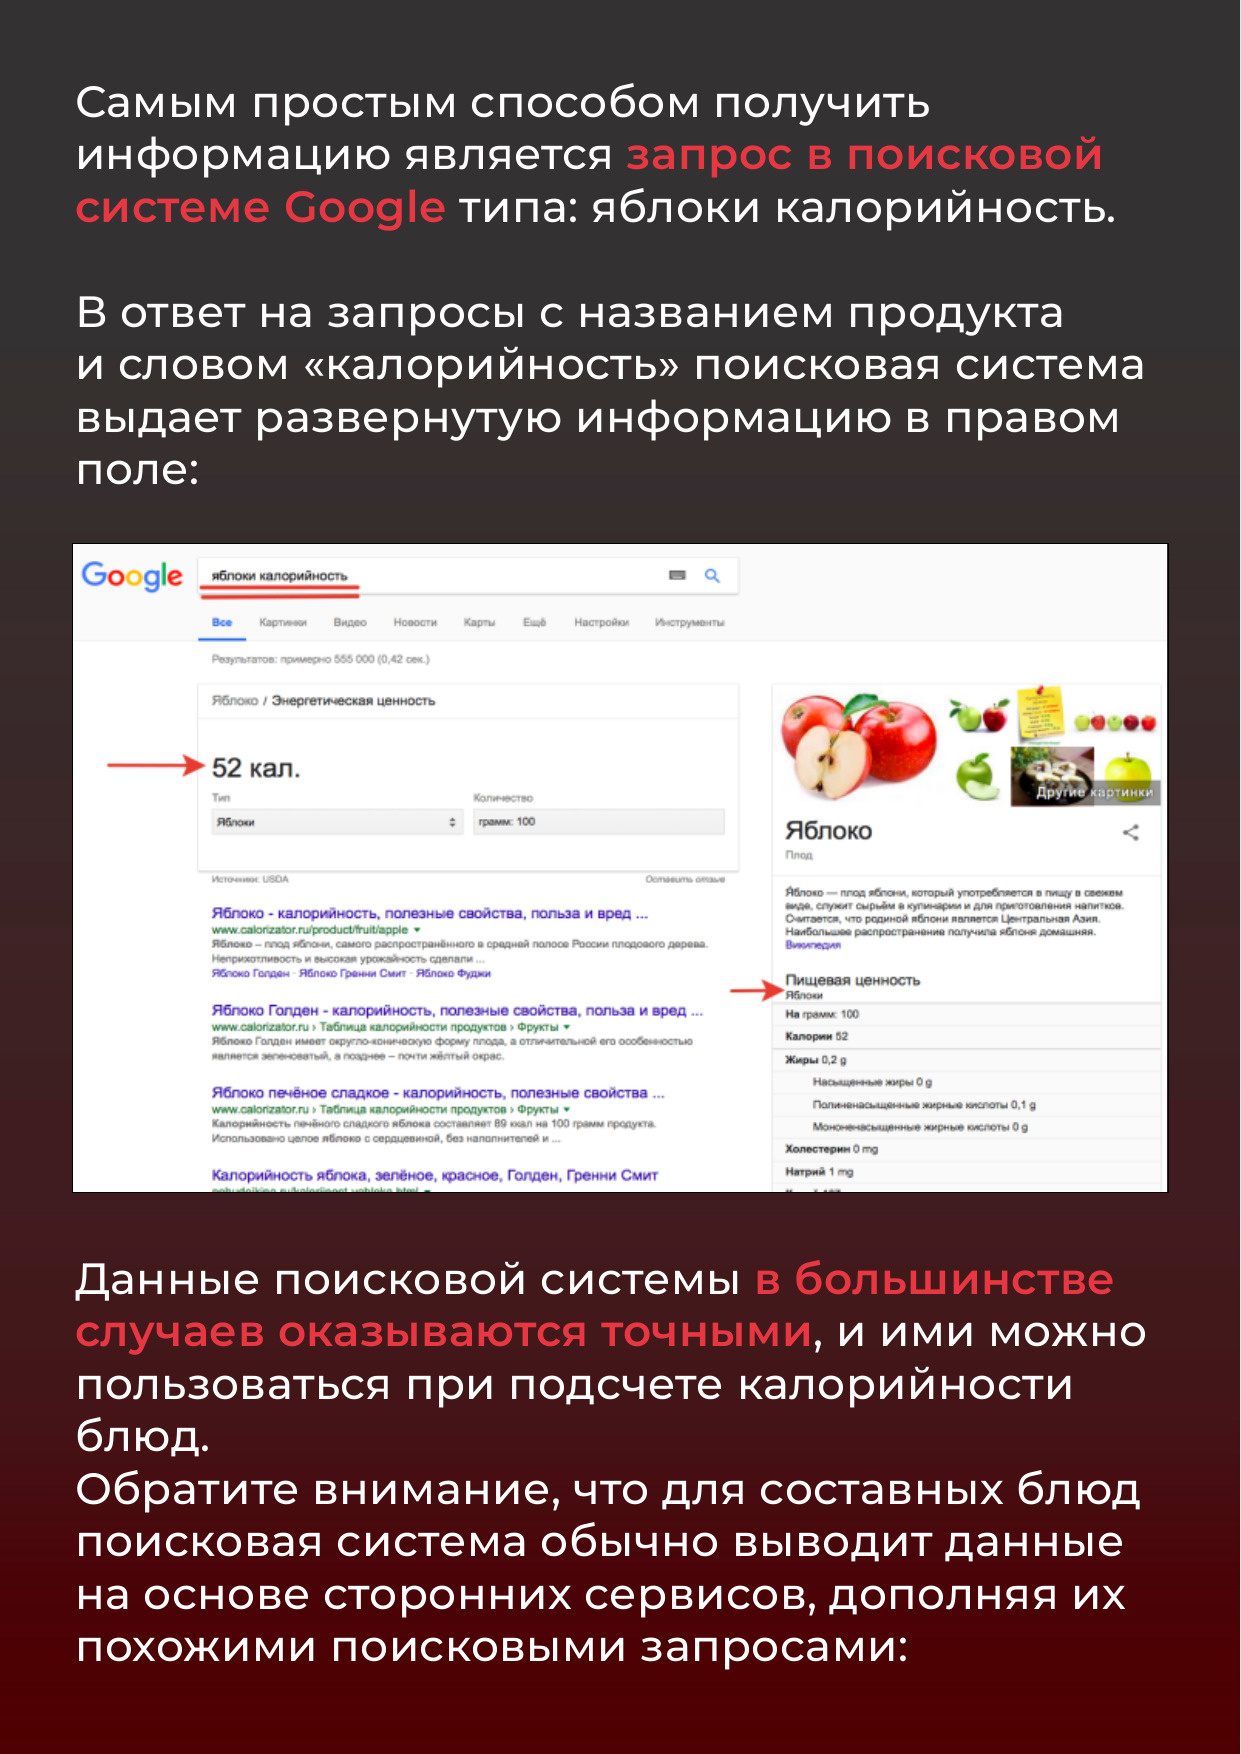 Самым простым способом получить
информацию является запрос в поисковой
системе Google типа: яблоки калорийность.
В ответ на запросы с названием продукта
и словом «калорийность» поисковая система
выдает развернутую информацию в правом
поле:
Google
яблоки калорийность
Все Картинки Видео Новости Карты Ещё Настройки Инструменты
Результатов: примерно 555 000 (0,42 сек.)
Яблоко / Энергетическая ценность
52 кал.
Тип Количество
Яблоки грамм: 100
Источники: USDA Оставить отзыв
Яблоко - калорийность, полезные свойства, польза и вред ...
www.calorizator.ru/product/fruit/apple
Яблоко – плод яблони, самого распространённого в средней полосе России плодового дерева.
Неприхотливость и высокая урожайность сделали ...
Яблоко Голден · Яблоко Гренни Смит · Яблоко Фуджи
Яблоко Голден - калорийность, полезные свойства, польза и вред ...
www.calorizator.ru › Таблица калорийности продуктов › Фрукты
Яблоко Голден имеет округло-коническую форму плода, а отличительной его особенностью
является зеленоватый, а позднее – почти жёлтый окрас.
Яблоко печёное сладкое - калорийность, полезные свойства ...
www.calorizator.ru › Таблица калорийности продуктов › Фрукты
Калорийность печёного сладкого яблока составляет 89 ккал на 100 грамм продукта.
Использовано целое яблоко с сердцевиной, без наполнителей и ...
Калорийность яблока, зелёное, красное, Голден, Гренни Смит
Другие картинки
Яблоко
Плод
Яблоко — плод яблони, который употребляется в пищу в свежем
виде, служит сырьём в кулинарии и для приготовления напитков.
Считается, что родиной яблони является Центральная Азия.
Наибольшее распространение получила яблоня домашняя.
Википедия
Пищевая ценность
Яблоки
На грамм: 100
Калории 52
Жиры 0,2 g
Насыщенные жиры 0 g
Полиненасыщенные жирные кислоты 0,1 g
Мононенасыщенные жирные кислоты 0 g
Холестерин 0 mg
Натрий 1 mg
Данные поисковой системы в большинстве
случаев оказываются точными, и ими можно
пользоваться при подсчете калорийности
блюд.
Обратите внимание, что для составных блюд
поисковая система обычно выводит данные
на основе сторонних сервисов, дополняя их
похожими поисковыми запросами: